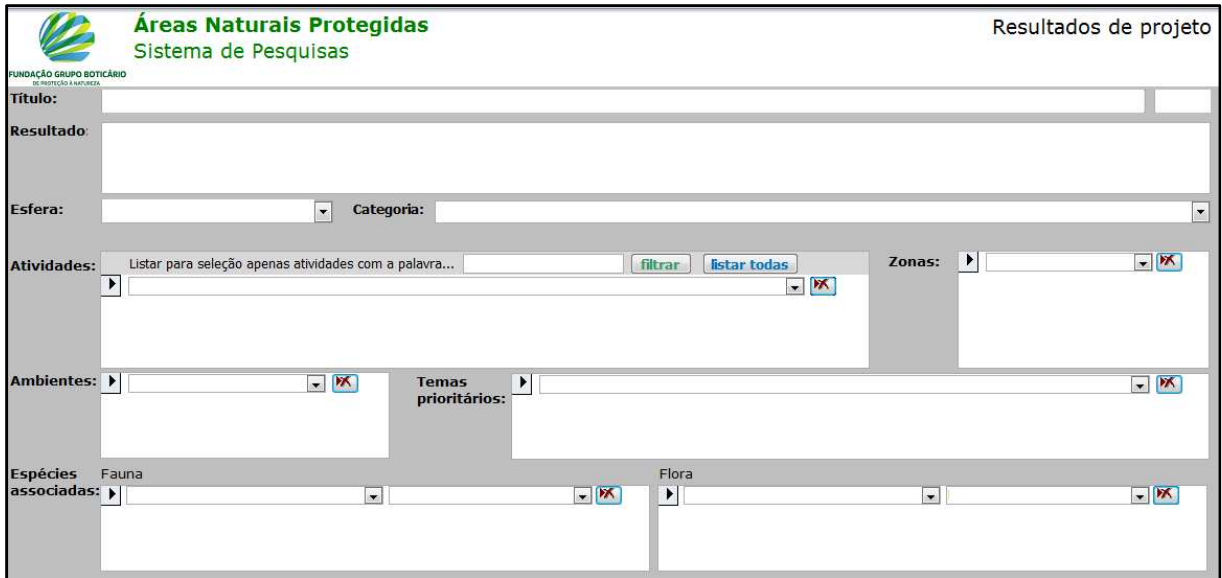 Áreas Naturais Protegidas
Resultados de projeto
Sistema de Pesquisas
FUNDAÇÃO GRUPO BOTICÁRIO
DE PROTEÇÃO À NATUREZA
Título:
Resultado:
Esfera:
Categoria:
Atividades:
Listar para seleção apenas atividades com a palavra...
filtrar
listar todas
Zonas:
Ambientes:
Temas
prioritários:
Espécies
associadas:
Fauna
Flora